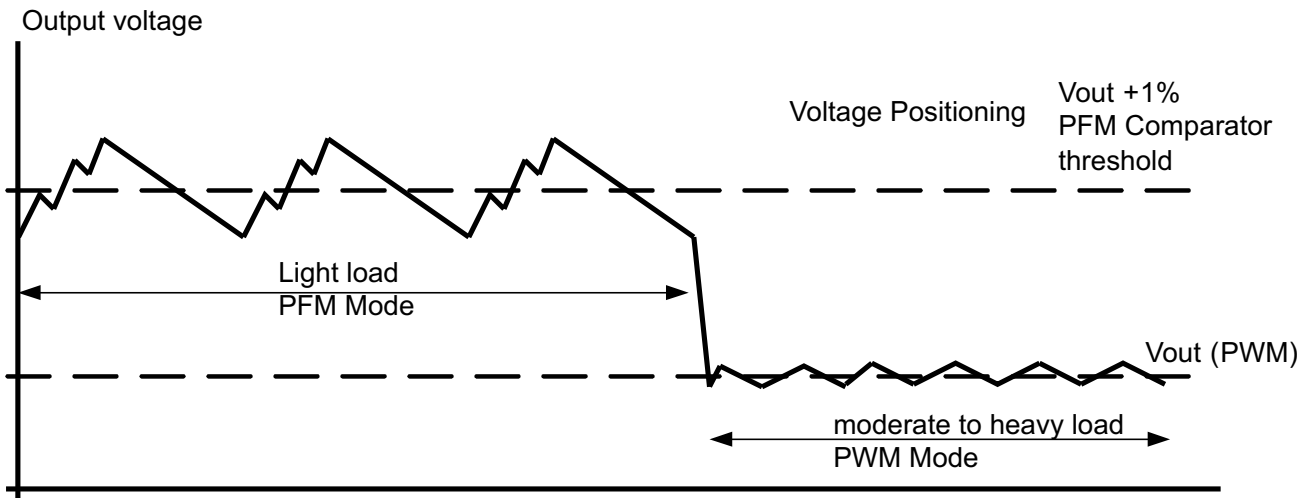 Output voltage
Voltage Positioning
Vout +1%
PFM Comparator
threshold
Light load
PFM Mode
Vout (PWM)
moderate to heavy load
PWM Mode